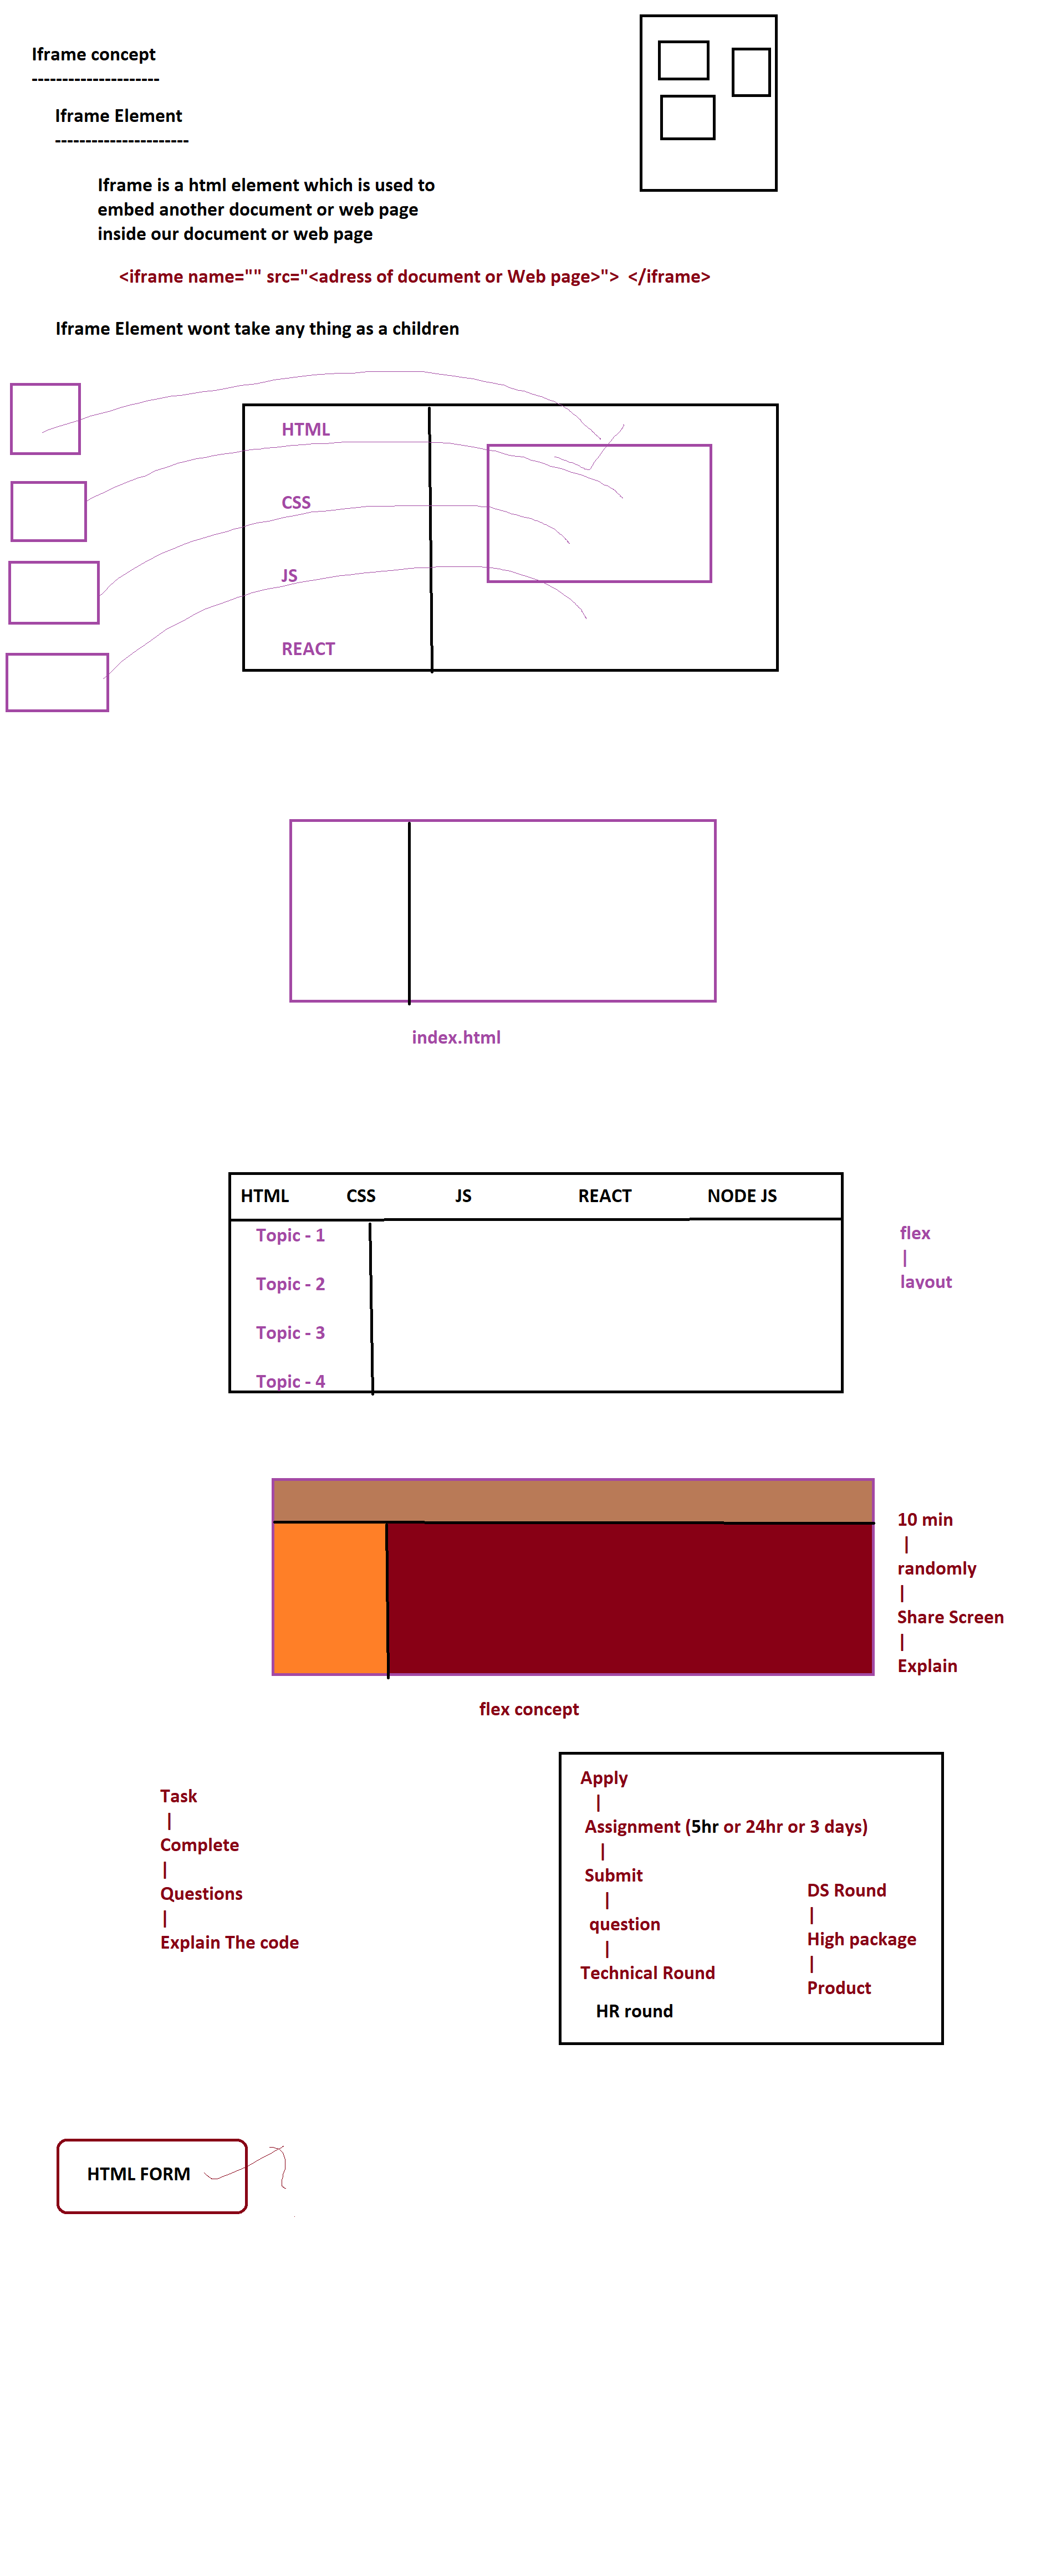 Iframe concept
---------------------
Iframe Element
----------------------
Iframe is a html element which is used to
embed another document or web page
inside our document or web page
<iframe name="" src="<adress of document or Web page>"> </iframe>
Iframe Element wont take any thing as a children
HTML
CSS
JS
REACT
index.html
HTML CSS JS REACT NODE JS
Topic - 1
Topic - 2
Topic - 3
Topic - 4
flex
|
layout
10 min
|
randomly
|
Share Screen
|
Explain
flex concept
Task
|
Complete
|
Questions
|
Explain The code
Apply
|
Assignment (5hr or 24hr or 3 days)
|
Submit
|
question
|
Technical Round
HR round
DS Round
|
High package
|
Product
HTML FORM